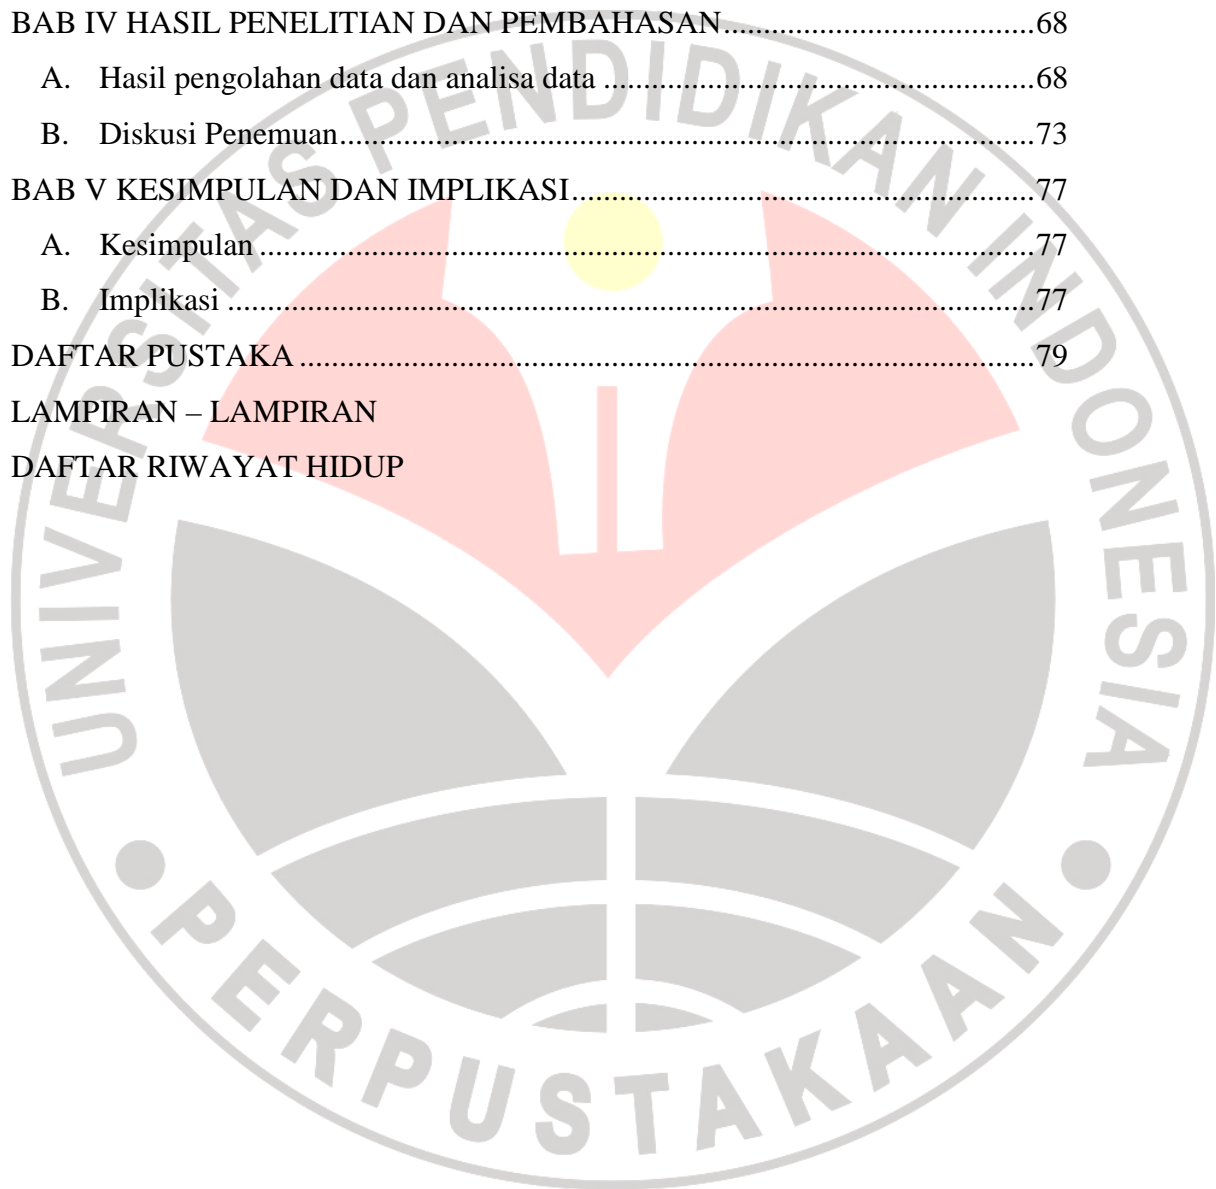 BAB IV HASIL PENELITIAN DAN PEMBAHASAN.......................................68
A. Hasil pengolahan data dan analisa data ......................................................68
B. Diskusi Penemuan.......................................................................................73
BAB V KESIMPULAN DAN IMPLIKASI..........................................................77
A. Kesimpulan .................................................................................................77
B. Implikasi .....................................................................................................77
DAFTAR PUSTAKA ............................................................................................79
LAMPIRAN – LAMPIRAN
DAFTAR RIWAYAT HIDUP
UNIVERSITAS PENDIDIKAN INDONESIA
PERPUSTAKAAN